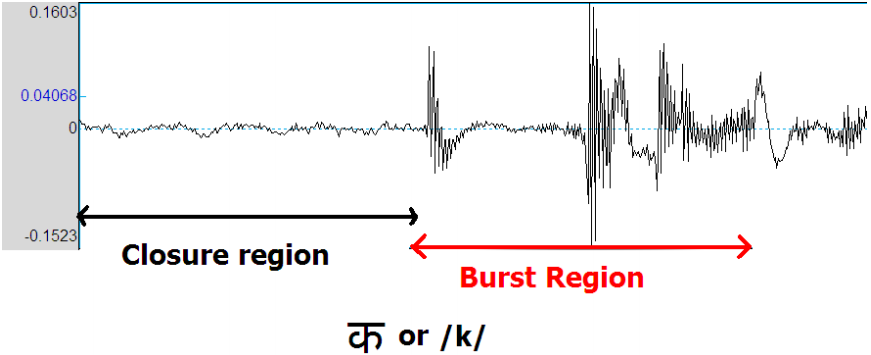 0.1603
0.04068
0
-0.1523
Closure region
Burst Region
क or /k/